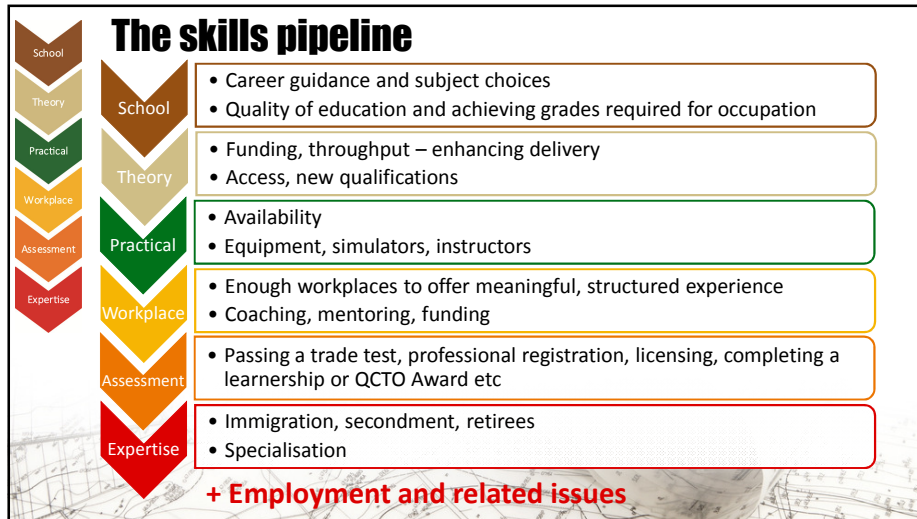 The skills pipeline
School
Theory
Practical
Workplace
Assessment
Expertise
School
• Career guidance and subject choices
• Quality of education and achieving grades required for occupation
Theory
• Funding, throughput – enhancing delivery
• Access, new qualifications
Practical
• Availability
• Equipment, simulators, instructors
Workplace
• Enough workplaces to offer meaningful, structured experience
• Coaching, mentoring, funding
Assessment
• Passing a trade test, professional registration, licensing, completing a
learnership or QCTO Award etc
Expertise
• Immigration, secondment, retirees
• Specialisation
+ Employment and related issues